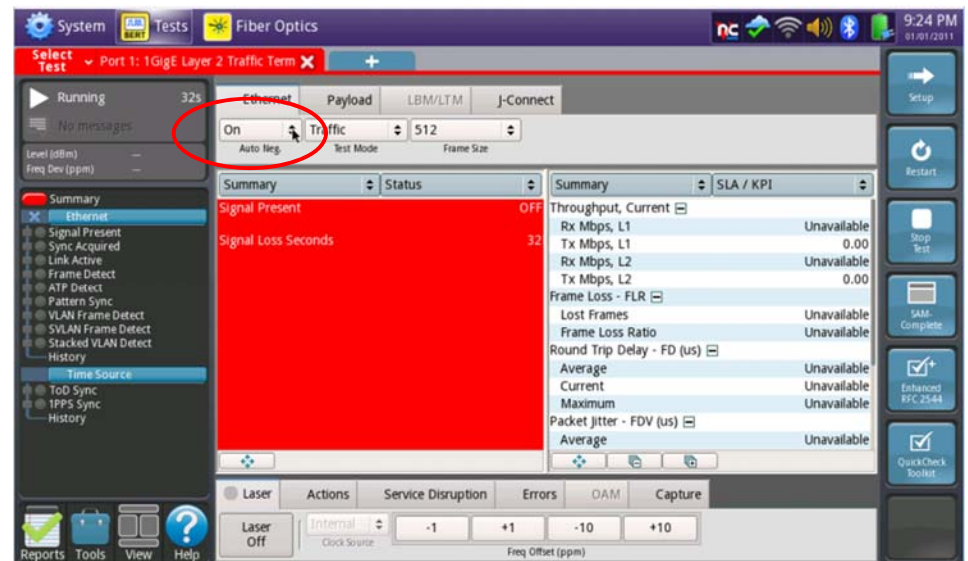 System
AM BERT
Tests
Fiber Optics
nc
9:24 PM
01/01/2011
Select Test
Port 1: 1GigE Layer 2 Traffic Term
+
Running 32s
No messages
Level (dBm) —
Freq Dev (ppm) —
Summary
Ethernet
Signal Present
Sync Acquired
Link Active
Frame Detect
ATP Detect
Pattern Sync
VLAN Frame Detect
SVLAN Frame Detect
Stacked VLAN Detect
History
Time Source
ToD Sync
1PPS Sync
History
Reports Tools View Help
Ethernet Payload LBM/LTM J-Connect
On Traffic 512
Auto Neg. Test Mode Frame Size
Summary Status
Signal Present OFF
Signal Loss Seconds 32
Summary SLA / KPI
Throughput, Current
Rx Mbps, L1 Unavailable
Tx Mbps, L1 0.00
Rx Mbps, L2 Unavailable
Tx Mbps, L2 0.00
Frame Loss - FLR
Lost Frames Unavailable
Frame Loss Ratio Unavailable
Round Trip Delay - FD (us)
Average Unavailable
Current Unavailable
Maximum Unavailable
Packet Jitter - FDV (us)
Average Unavailable
Laser Actions Service Disruption Errors OAM Capture
Laser Off
Internal
Clock Source
-1 +1 -10 +10
Freq Offset (ppm)
Setup
Restart
Stop Test
SAM-Complete
Enhanced RFC 2544
QuickCheck Toolkit